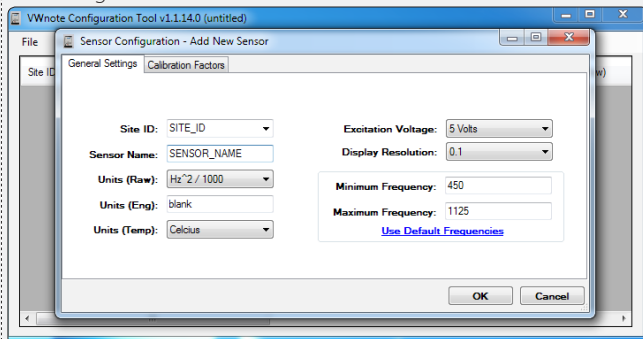 VWnote Configuration Tool v1.1.14.0 (untitled)
File
Sensor Configuration - Add New Sensor
Site ID
w)
General Settings
Calibration Factors
Site ID: SITE_ID
Excitation Voltage: 5 Volts
Sensor Name: SENSOR_NAME
Display Resolution: 0.1
Units (Raw): Hz^2 / 1000
Minimum Frequency: 450
Units (Eng): blank
Maximum Frequency: 1125
Units (Temp): Celcius
Use Default Frequencies
OK
Cancel